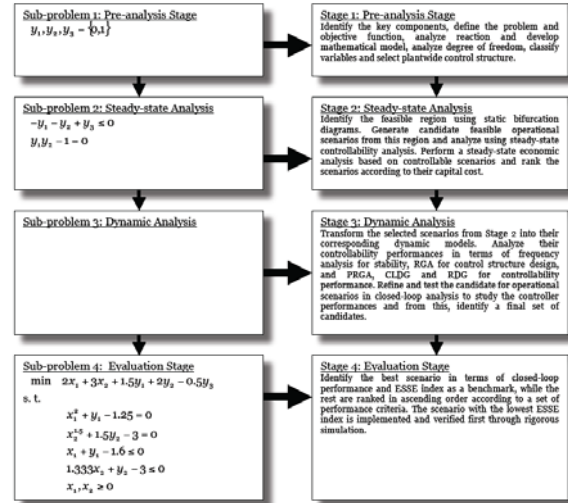 Sub-problem 1: Pre-analysis Stage
y₁, y₂, y₃ = {0,1}
Stage 1: Pre-analysis Stage
Identify the key components, define the problem and
objective function, analyze reaction and develop
mathematical model, analyze degree of freedom, classify
variables and select plantwide control structure.
Sub-problem 2: Steady-state Analysis
−y₁ − y₂ + y₃ ≤ 0
y₁y₂ − 1 = 0
Stage 2: Steady-state Analysis
Identify the feasible region using static bifurcation
diagrams. Generate candidate feasible operational
scenarios from this region and analyze using steady-state
controllability analysis. Perform a steady-state economic
analysis based on controllable scenarios and rank the
scenarios according to their capital cost.
Sub-problem 3: Dynamic Analysis
Stage 3: Dynamic Analysis
Transform the selected scenarios from Stage 2 into their
corresponding dynamic models. Analyze their
controllability performances in terms of frequency
analysis for stability, RGA for control structure design,
and PRGA, CLDG and RDG for controllability
performance. Refine and test the candidate for operational
scenarios in closed-loop analysis to study the controller
performances and from this, identify a final set of
candidates.
Sub-problem 4: Evaluation Stage
min 2x₁ + 3x₂ + 1.5y₁ + 2y₂ − 0.5y₃
s. t.
x₁² + y₁ − 1.25 = 0
x₂^1.5 + 1.5y₂ − 3 = 0
x₁ + y₁ − 1.6 ≤ 0
1.333x₂ + y₂ − 3 ≤ 0
x₁, x₂ ≥ 0
Stage 4: Evaluation Stage
Identify the best scenario in terms of closed-loop
performance and ESSE index as a benchmark, while the
rest are ranked in ascending order according to a set of
performance criteria. The scenario with the lowest ESSE
index is implemented and verified first through rigorous
simulation.